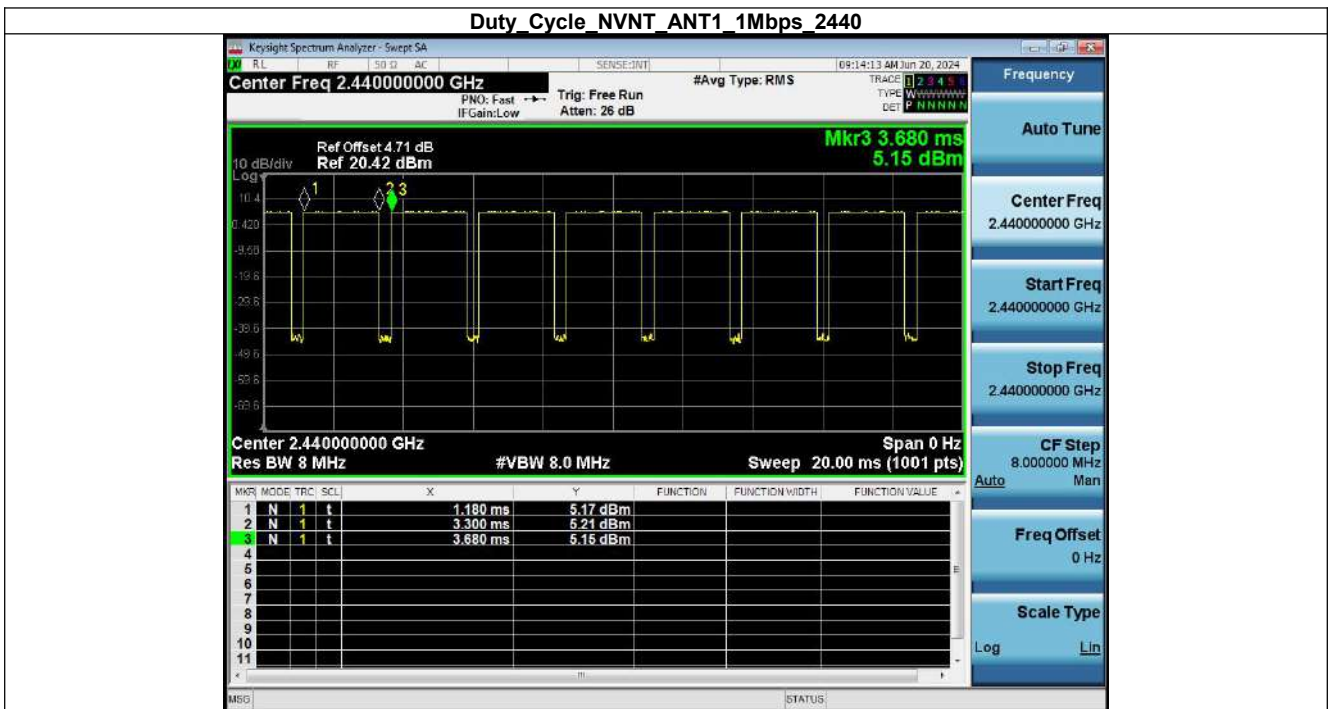 Duty_Cycle_NVNT_ANT1_1Mbps_2440
Keysight Spectrum Analyzer - Swept SA
RL RF 50 Ω AC SENSE:INT 09:14:13 AM Jun 20, 2024
Center Freq 2.440000000 GHz
#Avg Type: RMS
TRACE 1 2 3 4 5 6
PNO: Fast
Trig: Free Run
TYPE WWWWWW
IFGain:Low
Atten: 26 dB
DET P N N N N N
Mkr3 3.680 ms
5.15 dBm
Ref Offset 4.71 dB
10 dB/div Ref 20.42 dBm
Log
1
2 3
10.4
0.420
-9.58
-19.6
-29.6
-39.6
-49.6
-59.6
-69.6
Center 2.440000000 GHz Span 0 Hz
Res BW 8 MHz #VBW 8.0 MHz Sweep 20.00 ms (1001 pts)
MKR MODE TRC SCL X Y FUNCTION FUNCTION WIDTH FUNCTION VALUE
1 N 1 t 1.180 ms 5.17 dBm
2 N 1 t 3.300 ms 5.21 dBm
3 N 1 t 3.680 ms 5.15 dBm
4
5
6
7
8
9
10
11
MSG STATUS
Frequency
Auto Tune
Center Freq
2.440000000 GHz
Start Freq
2.440000000 GHz
Stop Freq
2.440000000 GHz
CF Step
8.000000 MHz
Auto Man
Freq Offset
0 Hz
Scale Type
Log Lin